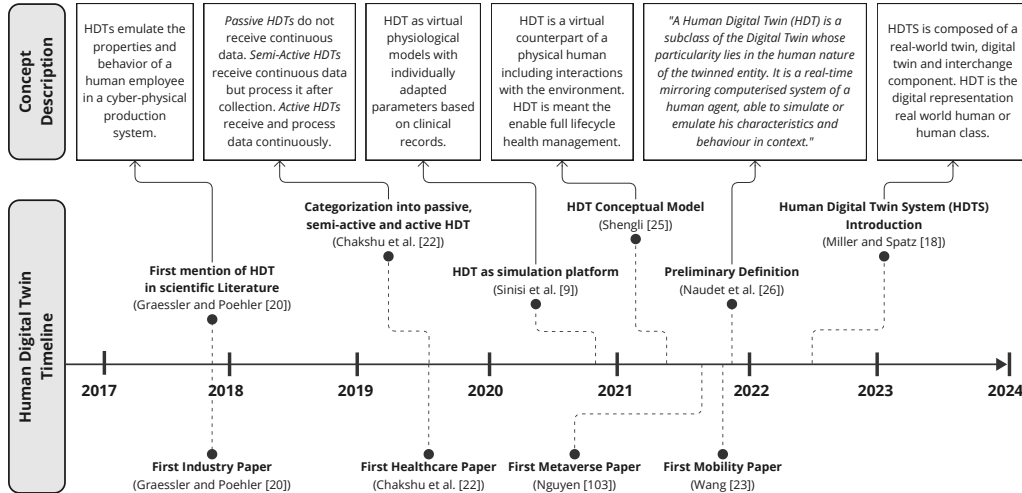 Concept
Description
HDTs emulate the
properties and
behavior of a
human employee
in a cyber-physical
production
system.
Passive HDTs do not
receive continuous
data. Semi-Active HDTs
receive continuous data
but process it after
collection. Active HDTs
receive and process
data continuously.
HDT as virtual
physiological
models with
individually
adapted
parameters based
on clinical
records.
HDT is a virtual
counterpart of a
physical human
including interactions
with the environment.
HDT is meant the
enable full lifecycle
health management.
"A Human Digital Twin (HDT) is a
subclass of the Digital Twin whose
particularity lies in the human nature
of the twinned entity. It is a real-time
mirroring computerised system of a
human agent, able to simulate or
emulate his characteristics and
behaviour in context."
HDTS is composed of a
real-world twin, digital
twin and interchange
component. HDT is the
digital representation
real world human or
human class.
Human Digital Twin
Timeline
First mention of HDT
in scientific Literature
(Graessler and Poehler [20])
Categorization into passive,
semi-active and active HDT
(Chakshu et al. [22])
HDT as simulation platform
(Sinisi et al. [9])
HDT Conceptual Model
(Shengli [25])
Preliminary Definition
(Naudet et al. [26])
Human Digital Twin System (HDTS)
Introduction
(Miller and Spatz [18])
2017 2018 2019 2020 2021 2022 2023 2024
First Industry Paper
(Graessler and Poehler [20])
First Healthcare Paper
(Chakshu et al. [22])
First Metaverse Paper
(Nguyen [103])
First Mobility Paper
(Wang [23])